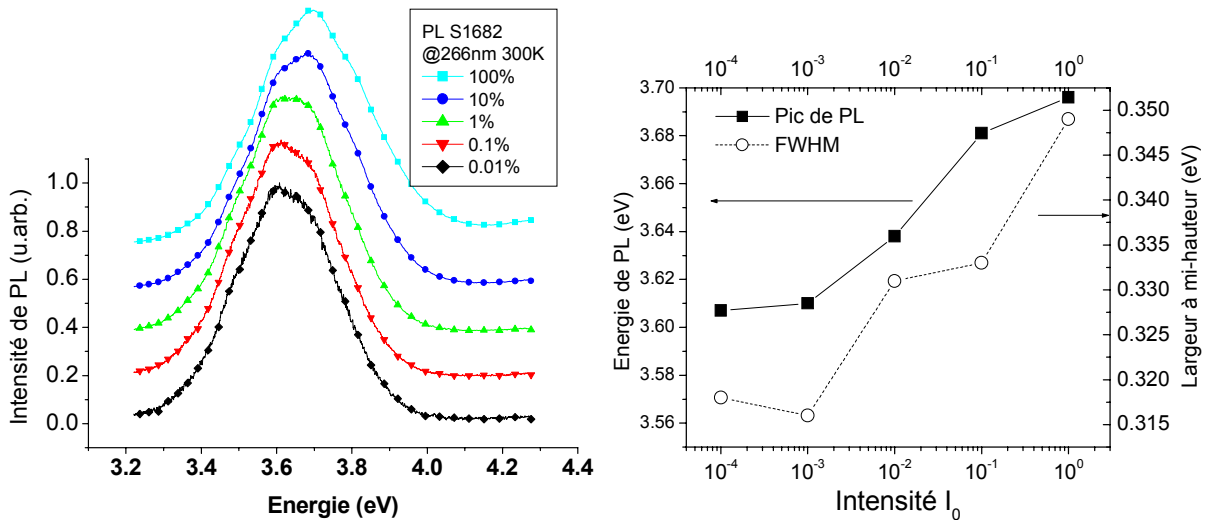 PL S1682
@266nm 300K
100%
10%
1%
0.1%
0.01%
Intensité de PL (u.arb.)
1.0
0.8
0.6
0.4
0.2
0.0
3.2 3.4 3.6 3.8 4.0 4.2 4.4
Energie (eV)
10^-4 10^-3 10^-2 10^-1 10^0
Pic de PL
FWHM
Energie de PL (eV)
3.70
3.68
3.66
3.64
3.62
3.60
3.58
3.56
0.350
0.345
0.340
0.335
0.330
0.325
0.320
0.315
Largeur à mi-hauteur (eV)
10^-4 10^-3 10^-2 10^-1 10^0
Intensité I_0